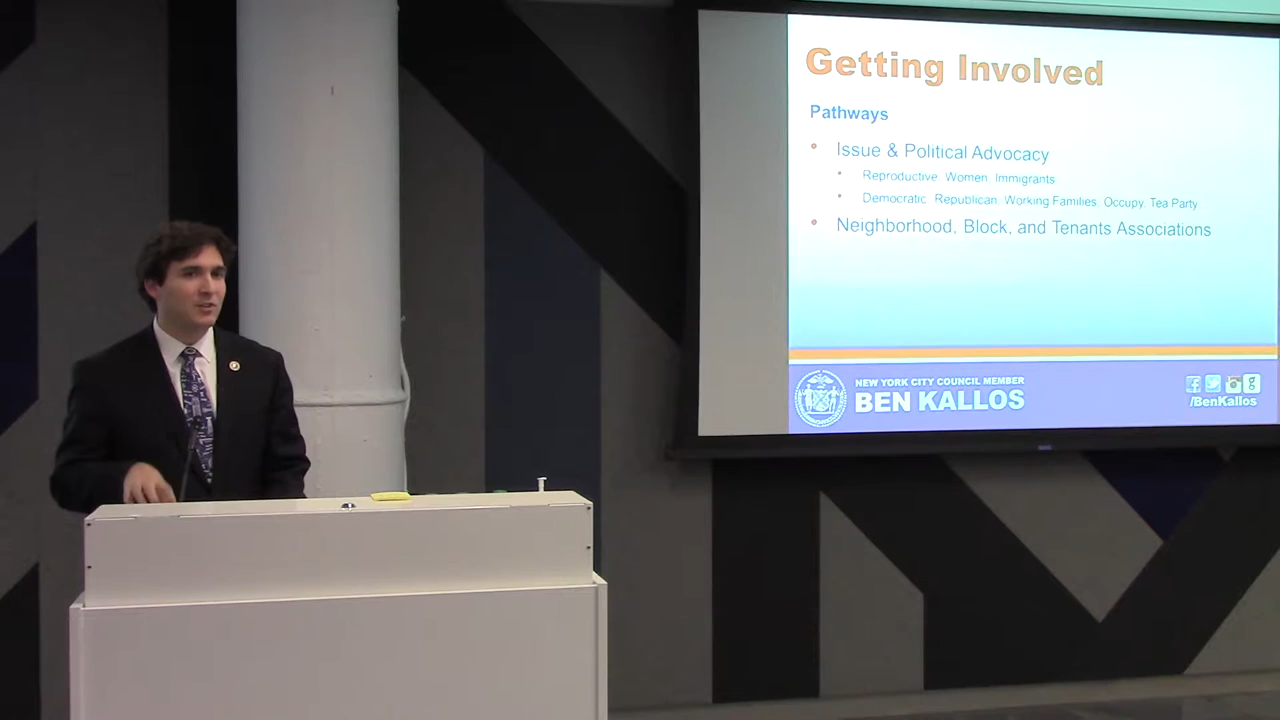 Getting Involved
Pathways
• Issue & Political Advocacy
• Reproductive. Women. Immigrants
• Democratic. Republican. Working Families. Occupy. Tea Party
• Neighborhood, Block, and Tenants Associations
NEW YORK CITY COUNCIL MEMBER
BEN KALLOS
/BenKallos